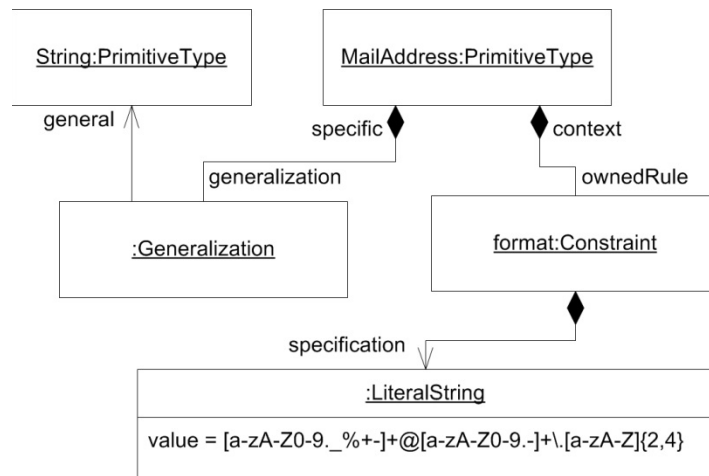 String:PrimitiveType
MailAddress:PrimitiveType
general
specific
context
generalization
ownedRule
:Generalization
format:Constraint
specification
:LiteralString
value = [a-zA-Z0-9._%+-]+@[a-zA-Z0-9.-]+\.[a-zA-Z]{2,4}